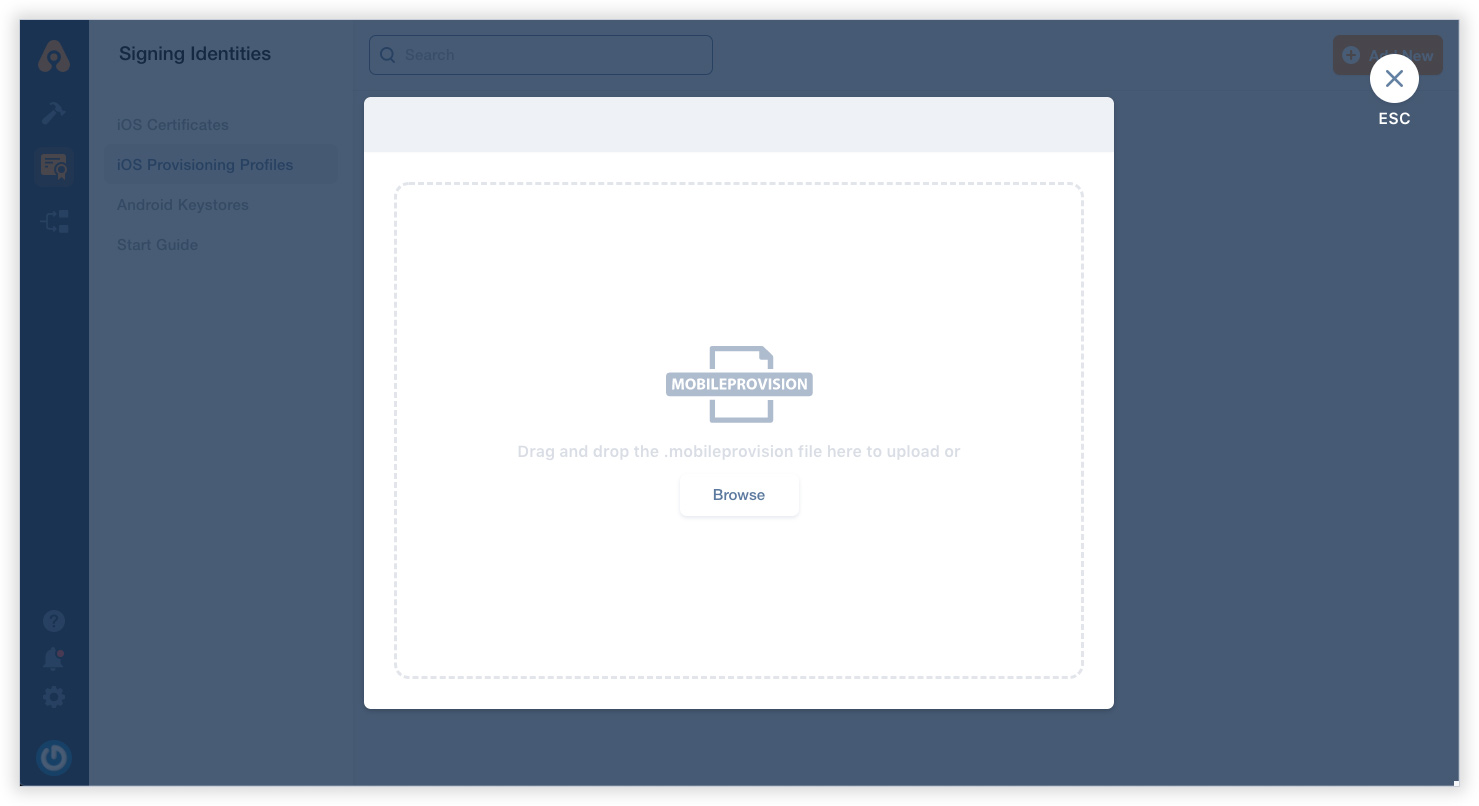 Signing Identities
Search
Add New
ESC
iOS Certificates
iOS Provisioning Profiles
Android Keystores
Start Guide
MOBILEPROVISION
Drag and drop the .mobileprovision file here to upload or
Browse
?